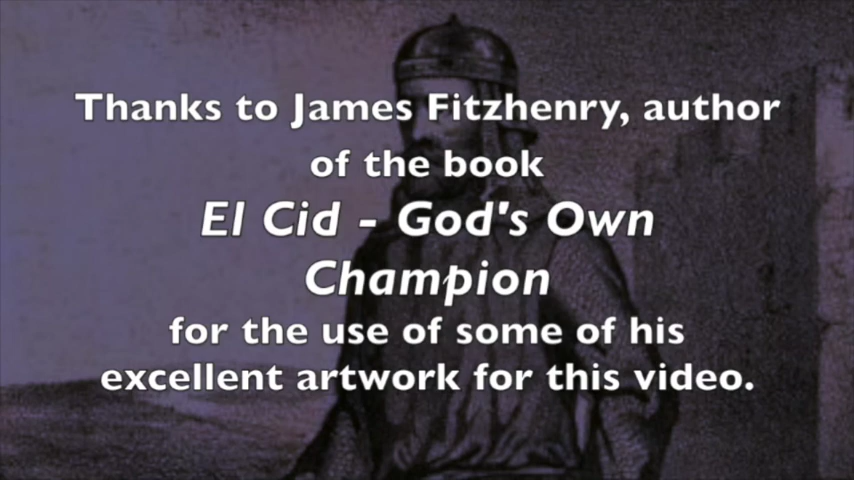 Thanks to James Fitzhenry, author
of the book
El Cid - God's Own
Champion
for the use of some of his
excellent artwork for this video.